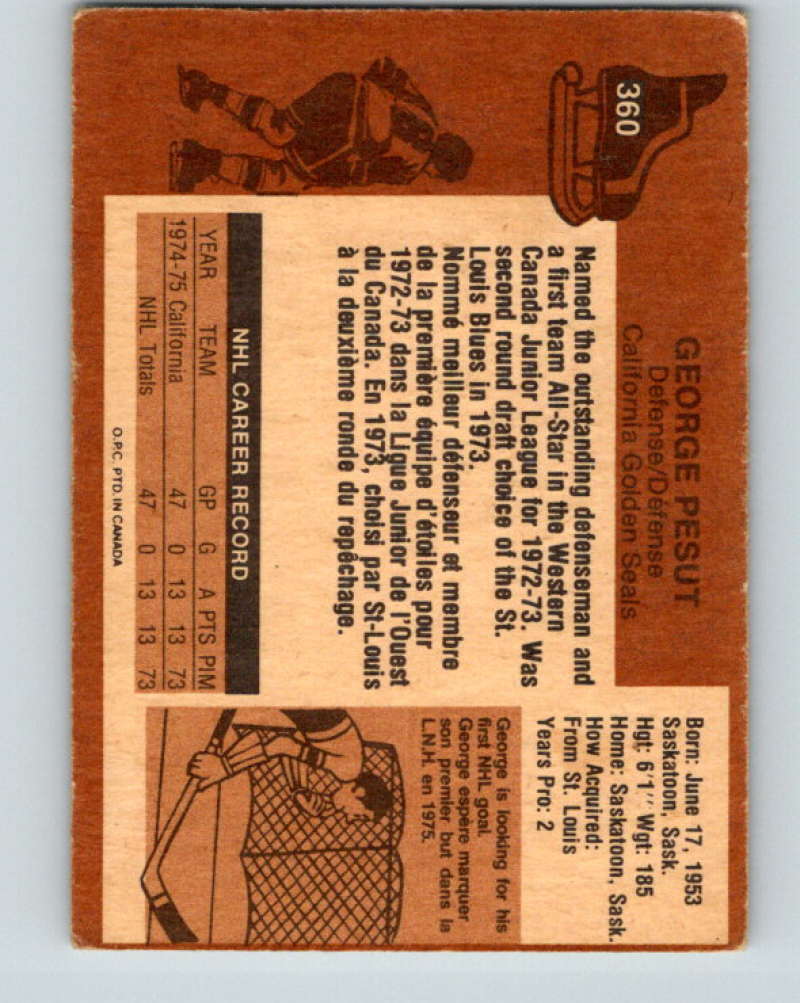 360
GEORGE PESUT
Defense/Défense
California Golden Seals
Born: June 17, 1953
Saskatoon, Sask.
Hgt: 6'1" Wgt: 185
Home: Saskatoon, Sask.
How Acquired:
From St. Louis
Years Pro: 2
Named the outstanding defenseman and
a first team All-Star in the Western
Canada Junior League for 1972-73. Was
second round draft choice of the St.
Louis Blues in 1973.
Nommé meilleur défenseur et membre
de la première équipe d'étoiles pour
1972-73 dans la Ligue Junior de l'Ouest
du Canada. En 1973, choisi par St-Louis
à la deuxième ronde du repêchage.
George is looking for his
first NHL goal.
George espère marquer
son premier but dans la
L.N.H. en 1975.
NHL CAREER RECORD
YEAR TEAM GP G A PTS PIM
1974-75 California 47 0 13 13 73
NHL Totals 47 0 13 13 73
O.P.C. PTD. IN CANADA